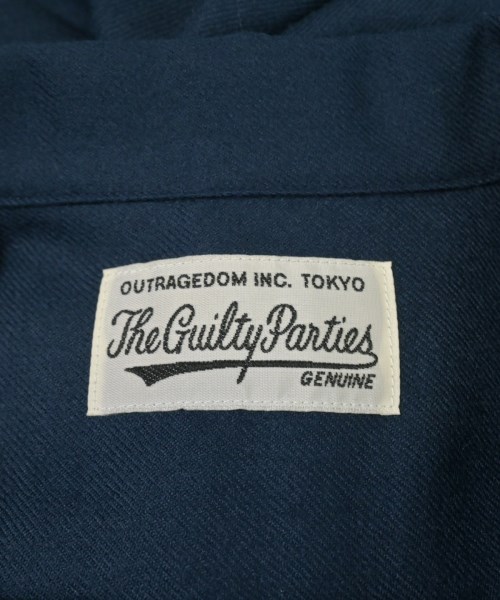 OUTRAGEDOM INC. TOKYO
The Guilty Parties
GENUINE